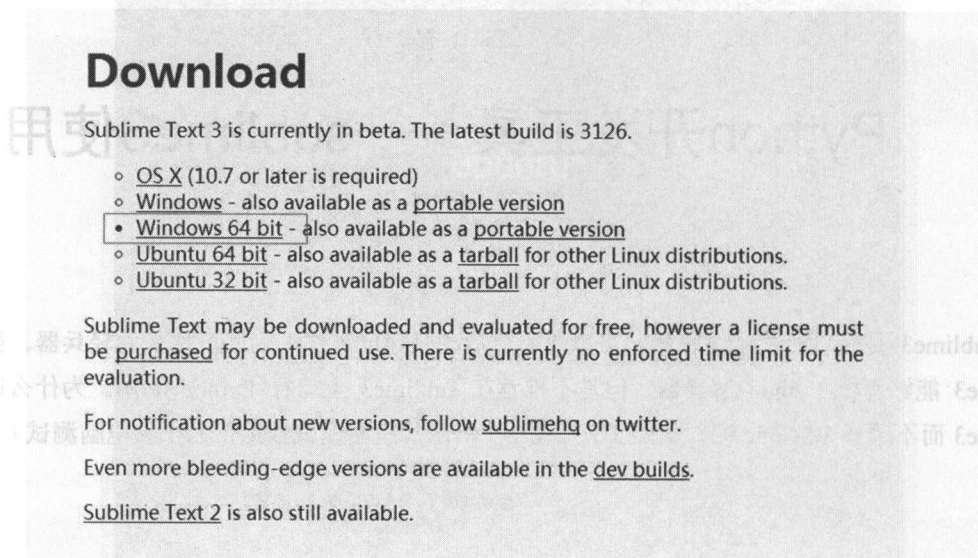 Download
Sublime Text 3 is currently in beta. The latest build is 3126.
OS X (10.7 or later is required)
Windows - also available as a portable version
Windows 64 bit - also available as a portable version
Ubuntu 64 bit - also available as a tarball for other Linux distributions.
Ubuntu 32 bit - also available as a tarball for other Linux distributions.
Sublime Text may be downloaded and evaluated for free, however a license must
be purchased for continued use. There is currently no enforced time limit for the
evaluation.
For notification about new versions, follow sublimehq on twitter.
Even more bleeding-edge versions are available in the dev builds.
Sublime Text 2 is also still available.